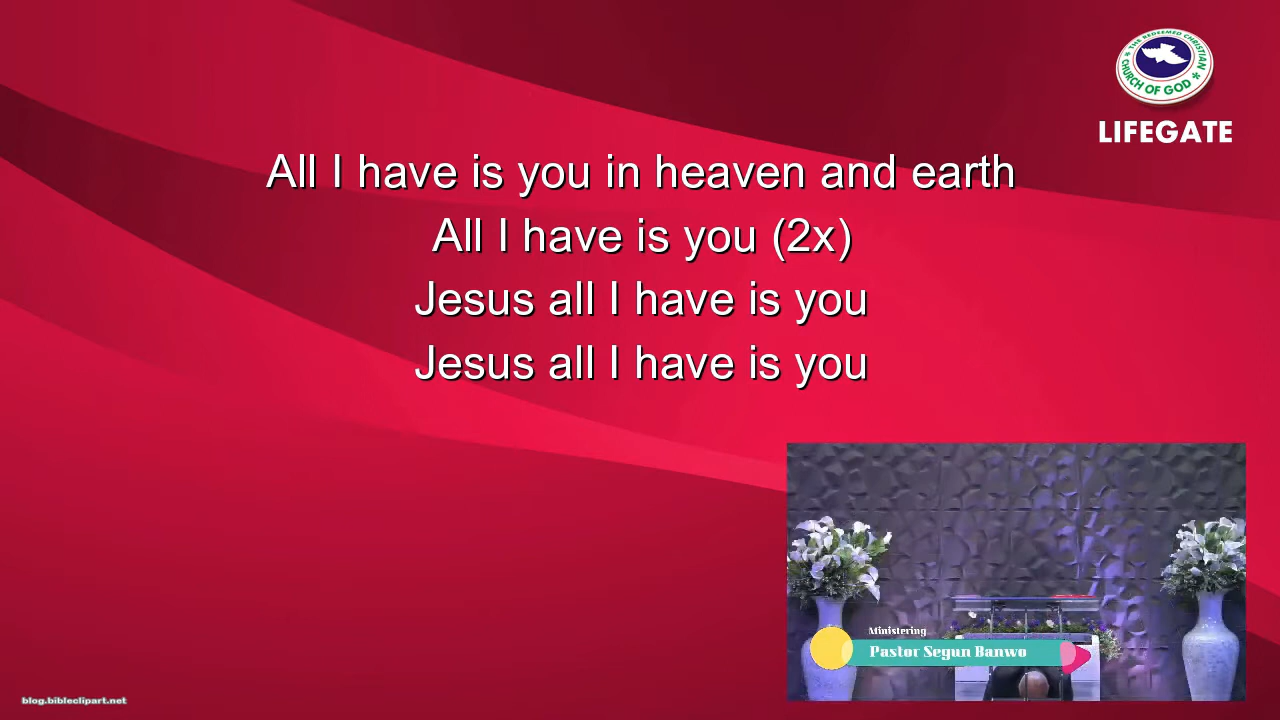 THE REDEEMED CHRISTIAN
CHURCH OF GOD
LIFEGATE
All I have is you in heaven and earth
All I have is you (2x)
Jesus all I have is you
Jesus all I have is you
Ministering
Pastor Segun Banwo
blog.bibleclipart.net